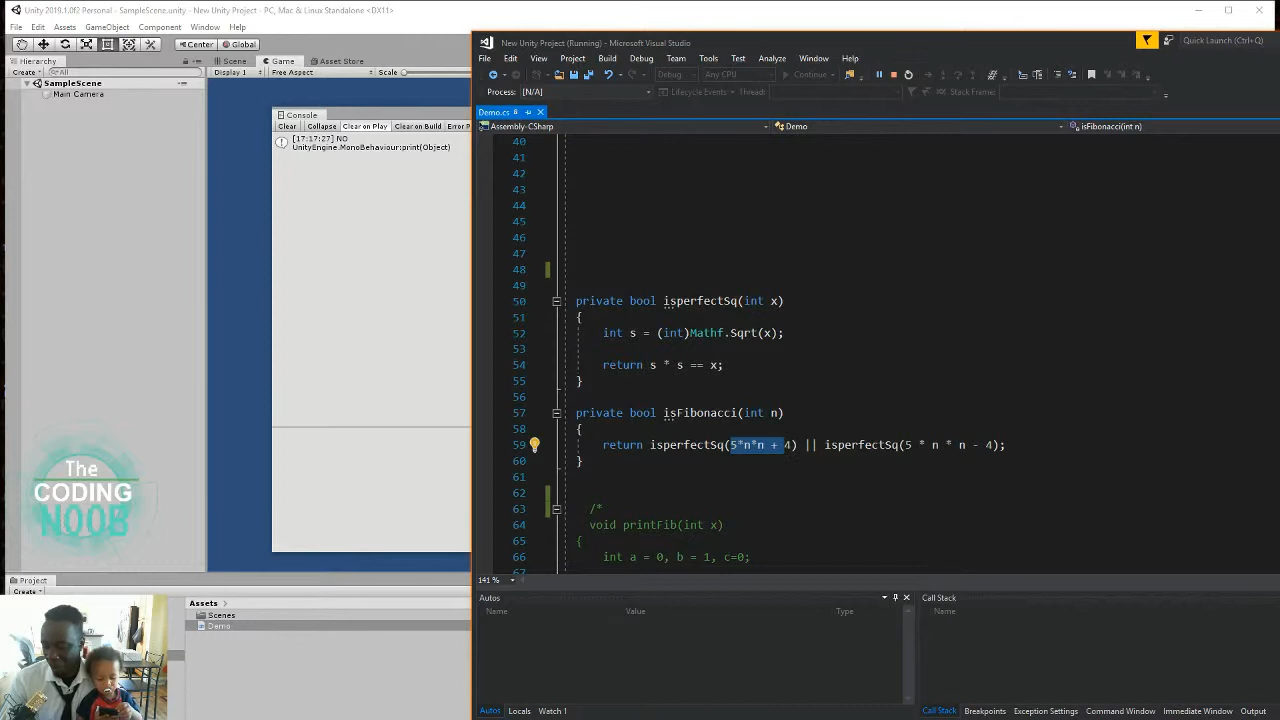 Unity 2019.1.0f2 Personal - SampleScene.unity - New Unity Project - PC, Mac & Linux Standalone <DX11>
File Edit Assets GameObject Component Window Help
Center Global
Hierarchy
Create All
SampleScene
Main Camera
Scene Game Asset Store
Display 1 Free Aspect Scale
Console
Clear Collapse Clear on Play Clear on Build Error P
[17:17:27] NO
UnityEngine.MonoBehaviour:print(Object)
The
CODING
NOOB
Project
Create
Assets
Scenes
Demo
New Unity Project (Running) - Microsoft Visual Studio
Quick Launch (Ctrl+Q)
File Edit View Project Build Debug Team Tools Test Analyze Window Help
Debug Any CPU Continue
Process: [N/A] Lifecycle Events Thread: Stack Frame:
Demo.cs
Assembly-CSharp Demo isFibonacci(int n)
40
41
42
43
44
45
46
47
48
49
50 private bool isperfectSq(int x)
51 {
52 int s = (int)Mathf.Sqrt(x);
53
54 return s * s == x;
55 }
56
57 private bool isFibonacci(int n)
58 {
59 return isperfectSq(5*n*n + 4) || isperfectSq(5 * n * n - 4);
60 }
61
62
63 /*
64 void printFib(int x)
65 {
66 int a = 0, b = 1, c=0;
67
141 %
Autos
Name Value Type
Call Stack
Name
Autos Locals Watch 1
Call Stack Breakpoints Exception Settings Command Window Immediate Window Output